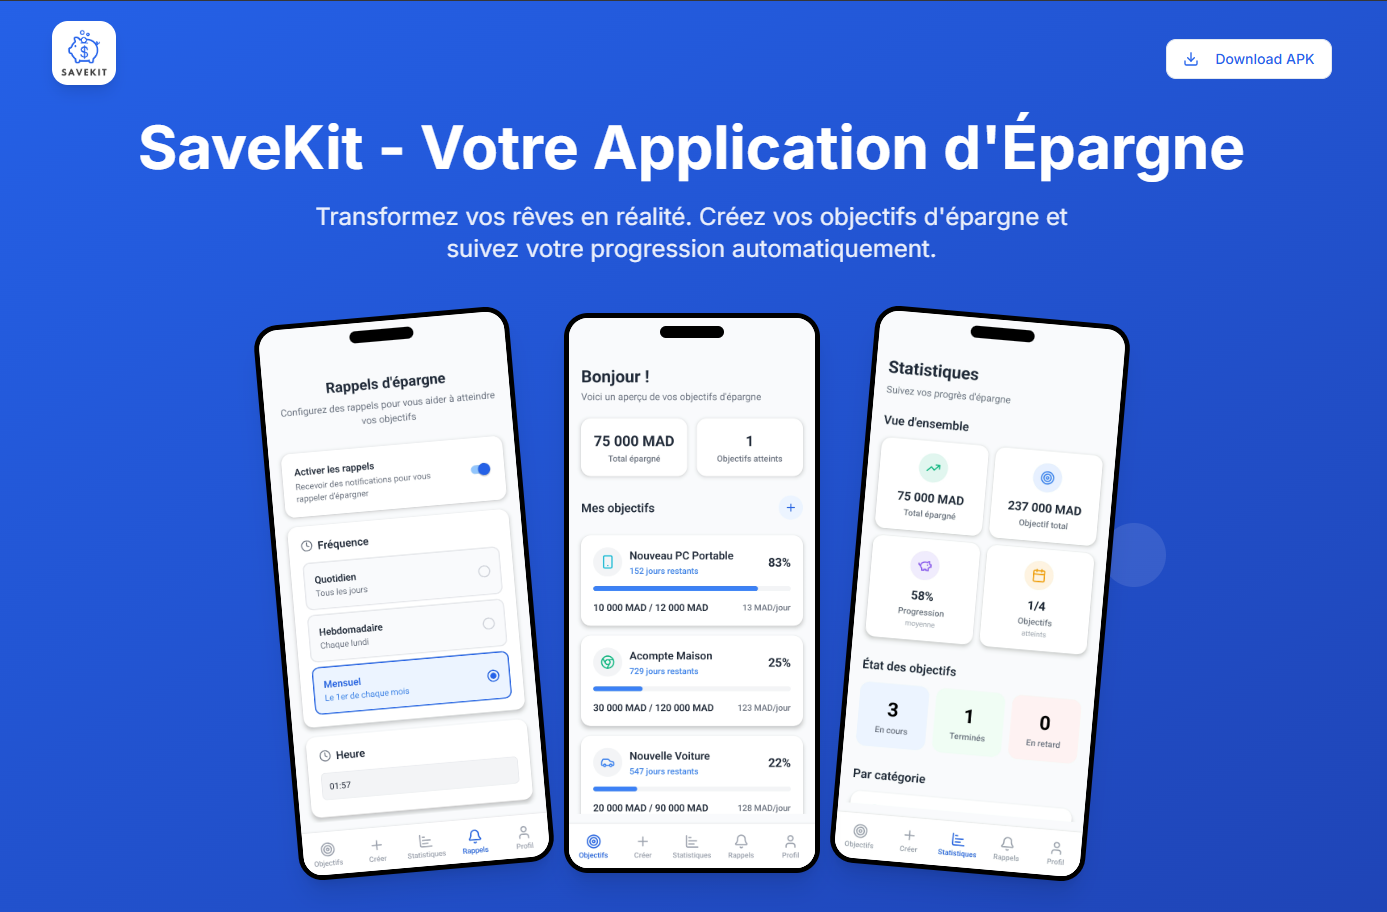 SAVEKIT
Download APK
SaveKit - Votre Application d'Épargne
Transformez vos rêves en réalité. Créez vos objectifs d'épargne et
suivez votre progression automatiquement.
Rappels d'épargne
Configurez des rappels pour vous aider à atteindre
vos objectifs
Activer les rappels
Recevoir des notifications pour vous
rappeler d'épargner
Fréquence
Quotidien
Tous les jours
Hebdomadaire
Chaque lundi
Mensuel
Le 1er de chaque mois
Heure
01:57
Objectifs
Créer
Statistiques
Rappels
Profil
Bonjour !
Voici un aperçu de vos objectifs d'épargne
75 000 MAD
Total épargné
1
Objectifs atteints
Mes objectifs
Nouveau PC Portable
152 jours restants
83%
10 000 MAD / 12 000 MAD
13 MAD/jour
Acompte Maison
729 jours restants
25%
30 000 MAD / 120 000 MAD
123 MAD/jour
Nouvelle Voiture
547 jours restants
22%
20 000 MAD / 90 000 MAD
128 MAD/jour
Objectifs
Créer
Statistiques
Rappels
Profil
Statistiques
Suivez vos progrès d'épargne
Vue d'ensemble
75 000 MAD
Total épargné
237 000 MAD
Objectif total
58%
Progression
moyenne
1/4
Objectifs
atteints
État des objectifs
3
En cours
1
Terminés
0
En retard
Par catégorie
Objectifs
Créer
Statistiques
Rappels
Profil